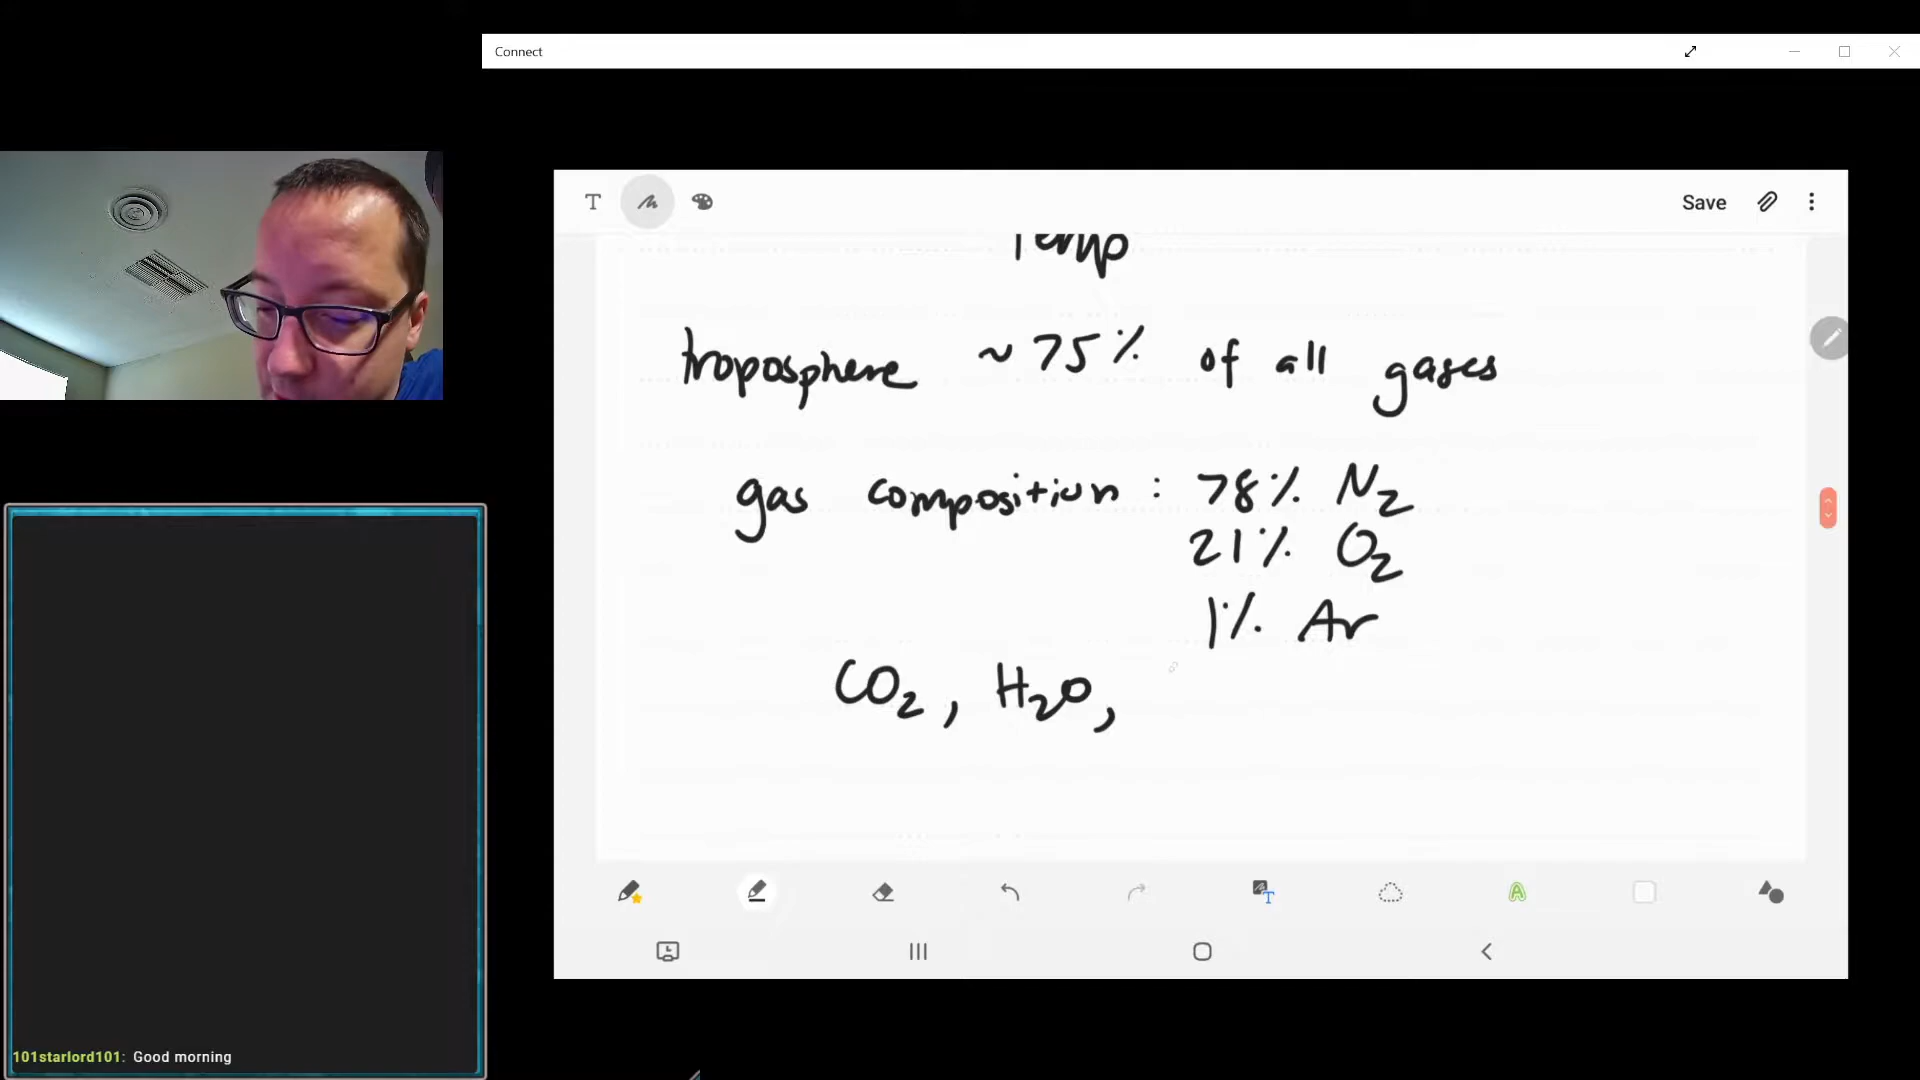 Connect
T
Save
Temp
troposphere ~ 75% of all gases
gas composition : 78% N₂
21% O₂
1% Ar
CO₂, H₂O,
T
A
101starlord101: Good morning